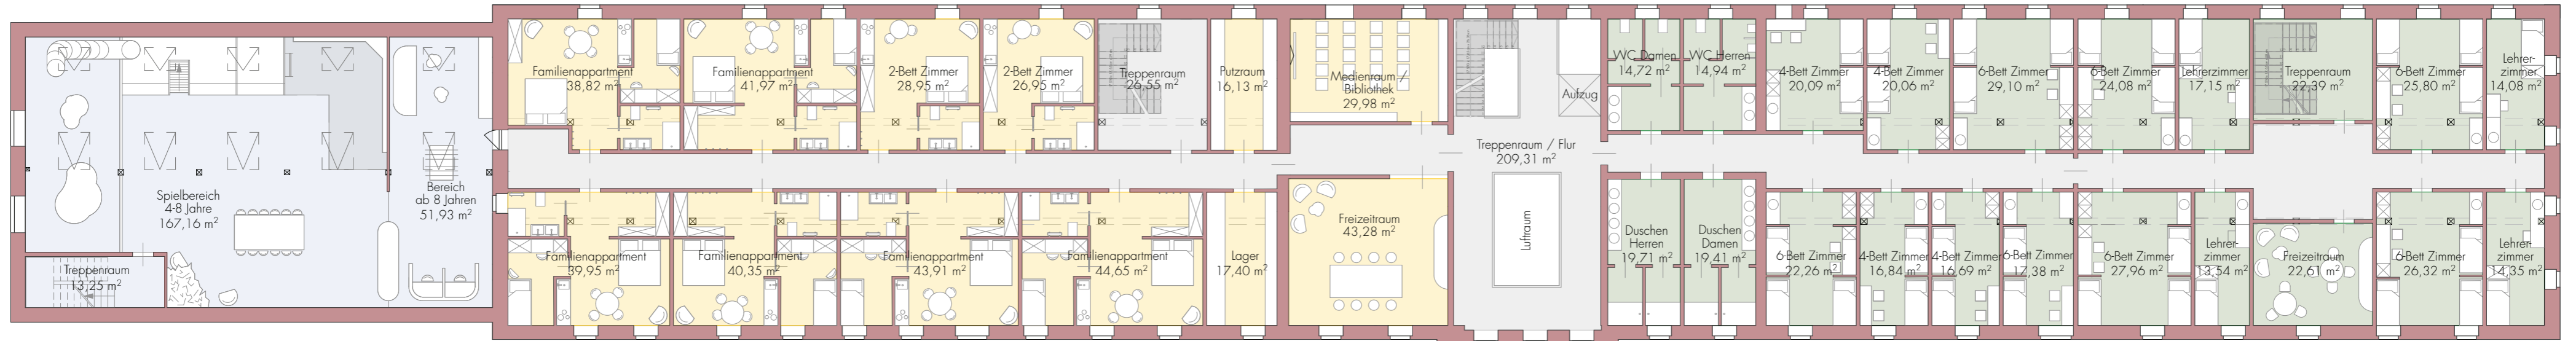 Familienappartment
38,82 m²
Familienappartment
41,97 m²
2-Bett Zimmer
28,95 m²
2-Bett Zimmer
26,95 m²
Treppenraum
26,55 m²
Putzraum
16,13 m²
Medienraum /
Bibliothek
29,98 m²
Aufzug
WC Damen
14,72 m²
WC Herren
14,94 m²
4-Bett Zimmer
20,09 m²
4-Bett Zimmer
20,06 m²
6-Bett Zimmer
29,10 m²
6-Bett Zimmer
24,08 m²
Lehrerzimmer
17,15 m²
Treppenraum
22,39 m²
6-Bett Zimmer
25,80 m²
Lehrer-
zimmer
14,08 m²
Treppenraum / Flur
209,31 m²
Spielbereich
4-8 Jahre
167,16 m²
Bereich
ab 8 Jahren
51,93 m²
Treppenraum
13,25 m²
Familienappartment
39,95 m²
Familienappartment
40,35 m²
Familienappartment
43,91 m²
Familienappartment
44,65 m²
Lager
17,40 m²
Freizeitraum
43,28 m²
Luftraum
Duschen
Herren
19,71 m²
Duschen
Damen
19,41 m²
6-Bett Zimmer
22,26 m²
4-Bett Zimmer
16,84 m²
4-Bett Zimmer
16,69 m²
6-Bett Zimmer
17,38 m²
6-Bett Zimmer
27,96 m²
Lehrer-
zimmer
13,54 m²
Freizeitraum
22,61 m²
6-Bett Zimmer
26,32 m²
Lehrer-
zimmer
14,35 m²